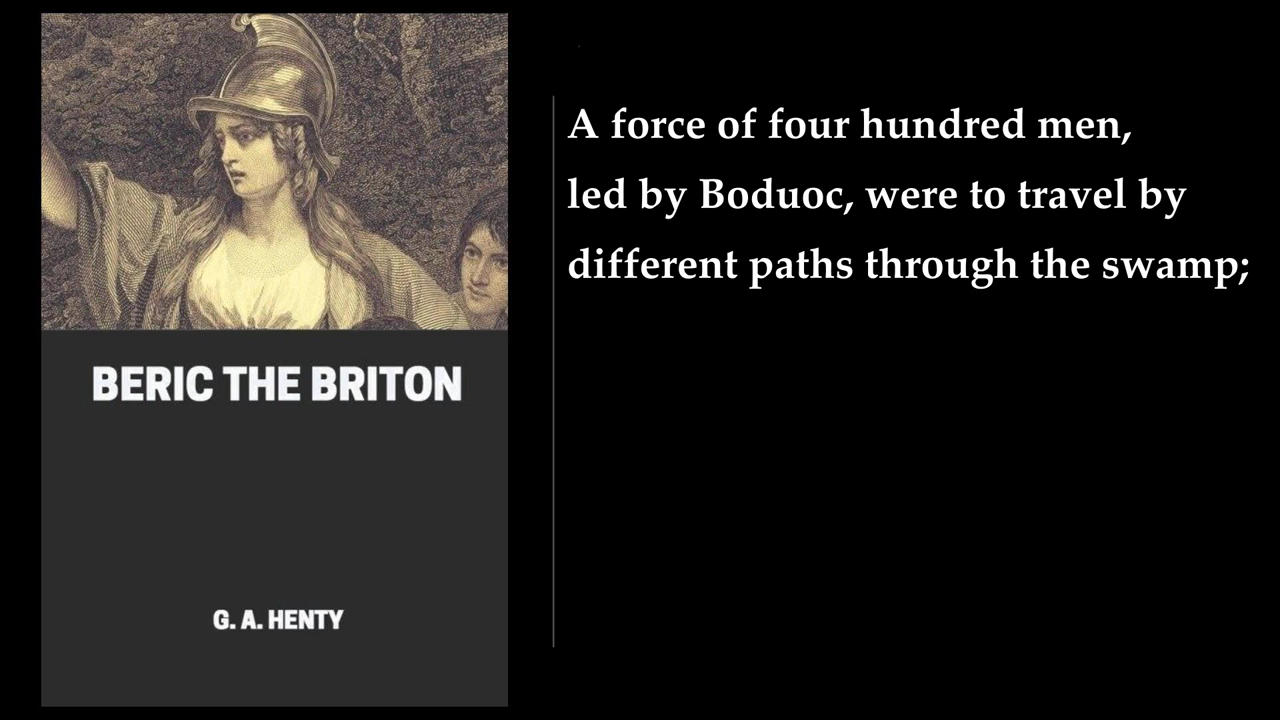 BERIC THE BRITON
G. A. HENTY
A force of four hundred men,
led by Boduoc, were to travel by
different paths through the swamp;